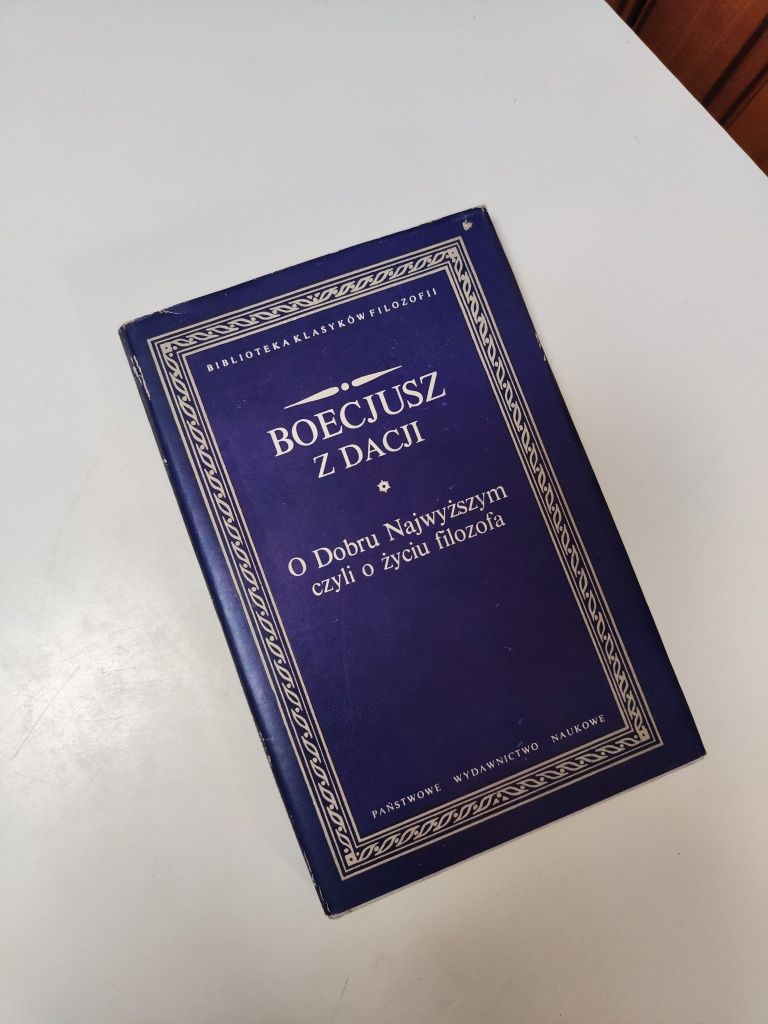 BIBLIOTEKA KLASYKÓW FILOZOFII
BOECJUSZ
Z DACJI
O Dobru Najwyższym
czyli o życiu filozofa
PAŃSTWOWE WYDAWNICTWO NAUKOWE